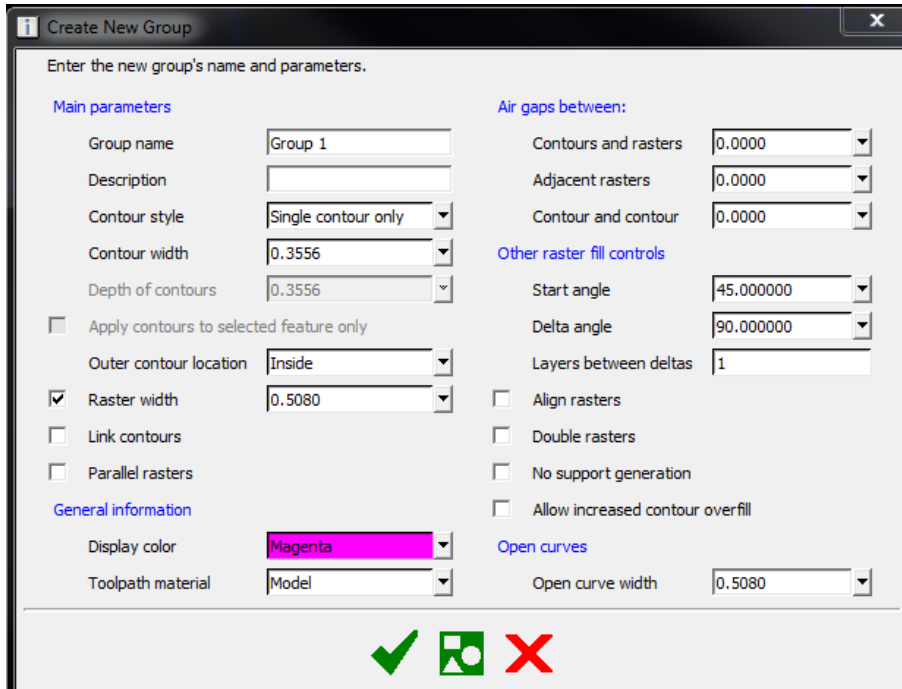 Create New Group
Enter the new group's name and parameters.
Main parameters
Group name Group 1
Description
Contour style Single contour only
Contour width 0.3556
Depth of contours 0.3556
Apply contours to selected feature only
Outer contour location Inside
Raster width 0.5080
Link contours
Parallel rasters
General information
Display color Magenta
Toolpath material Model
Air gaps between:
Contours and rasters 0.0000
Adjacent rasters 0.0000
Contour and contour 0.0000
Other raster fill controls
Start angle 45.000000
Delta angle 90.000000
Layers between deltas 1
Align rasters
Double rasters
No support generation
Allow increased contour overfill
Open curves
Open curve width 0.5080